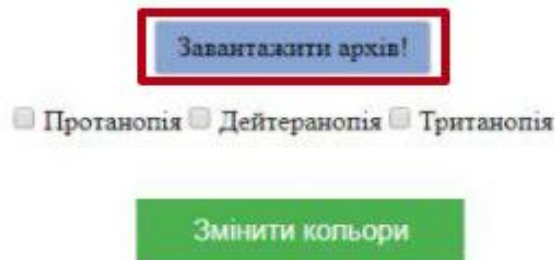 Завантажити архів!
Протанопія Дейтеранопія Тританопія
Змінити кольори